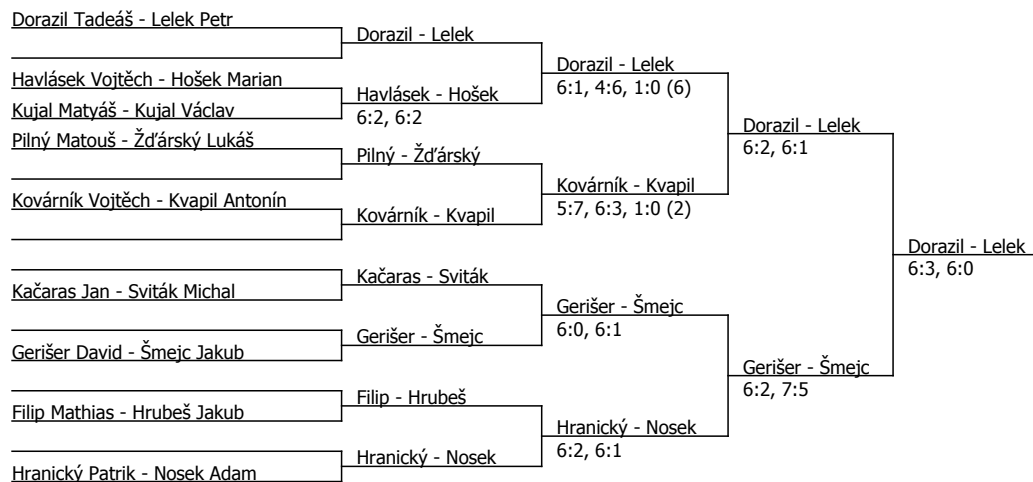 Dorazil Tadeáš - Lelek Petr
Havlásek Vojtěch - Hošek Marian
Kujal Matyáš - Kujal Václav
Pilný Matouš - Žďárský Lukáš
Kovárník Vojtěch - Kvapil Antonín
Kačaras Jan - Sviták Michal
Gerišer David - Šmejc Jakub
Filip Mathias - Hrubeš Jakub
Hranický Patrik - Nosek Adam
Dorazil - Lelek
Havlásek - Hošek
6:2, 6:2
Pilný - Žďárský
Kovárník - Kvapil
Kačaras - Sviták
Gerišer - Šmejc
Filip - Hrubeš
Hranický - Nosek
Dorazil - Lelek
6:1, 4:6, 1:0 (6)
Kovárník - Kvapil
5:7, 6:3, 1:0 (2)
Gerišer - Šmejc
6:0, 6:1
Hranický - Nosek
6:2, 6:1
Dorazil - Lelek
6:2, 6:1
Gerišer - Šmejc
6:2, 7:5
Dorazil - Lelek
6:3, 6:0